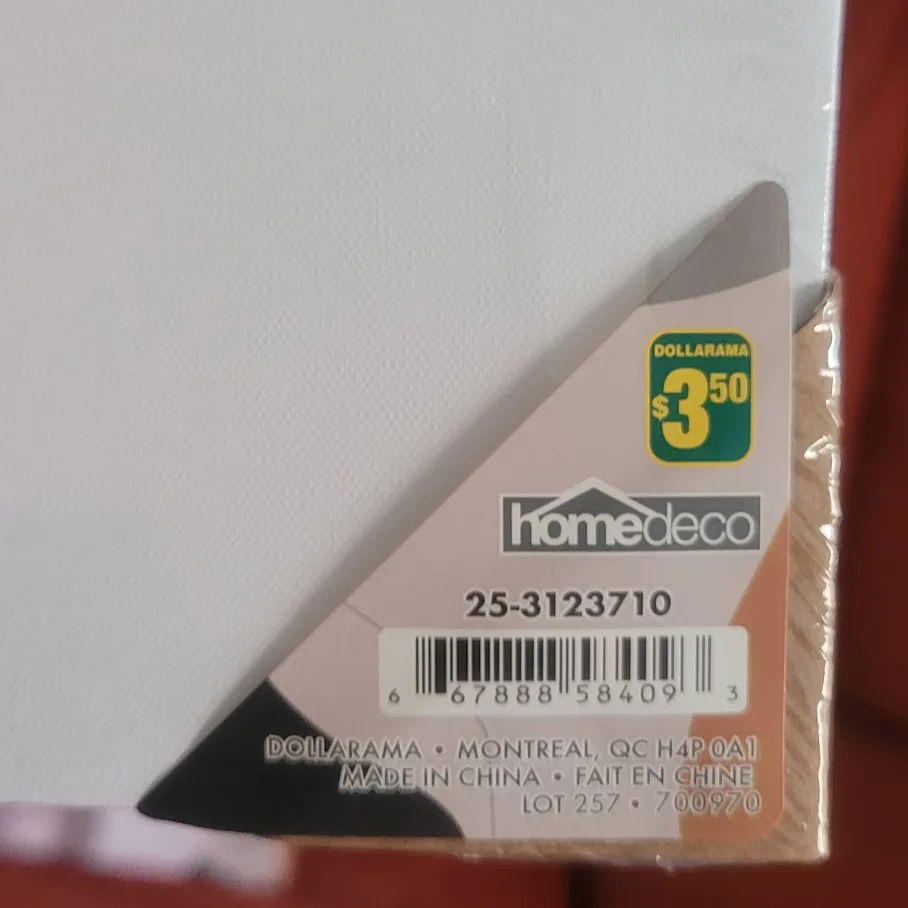 DOLLARAMA
$3.50
homedeco
25-3123710
6 67888 58409 3
DOLLARAMA • MONTREAL, QC H4P 0A1
MADE IN CHINA • FAIT EN CHINE
LOT 257 • 700970